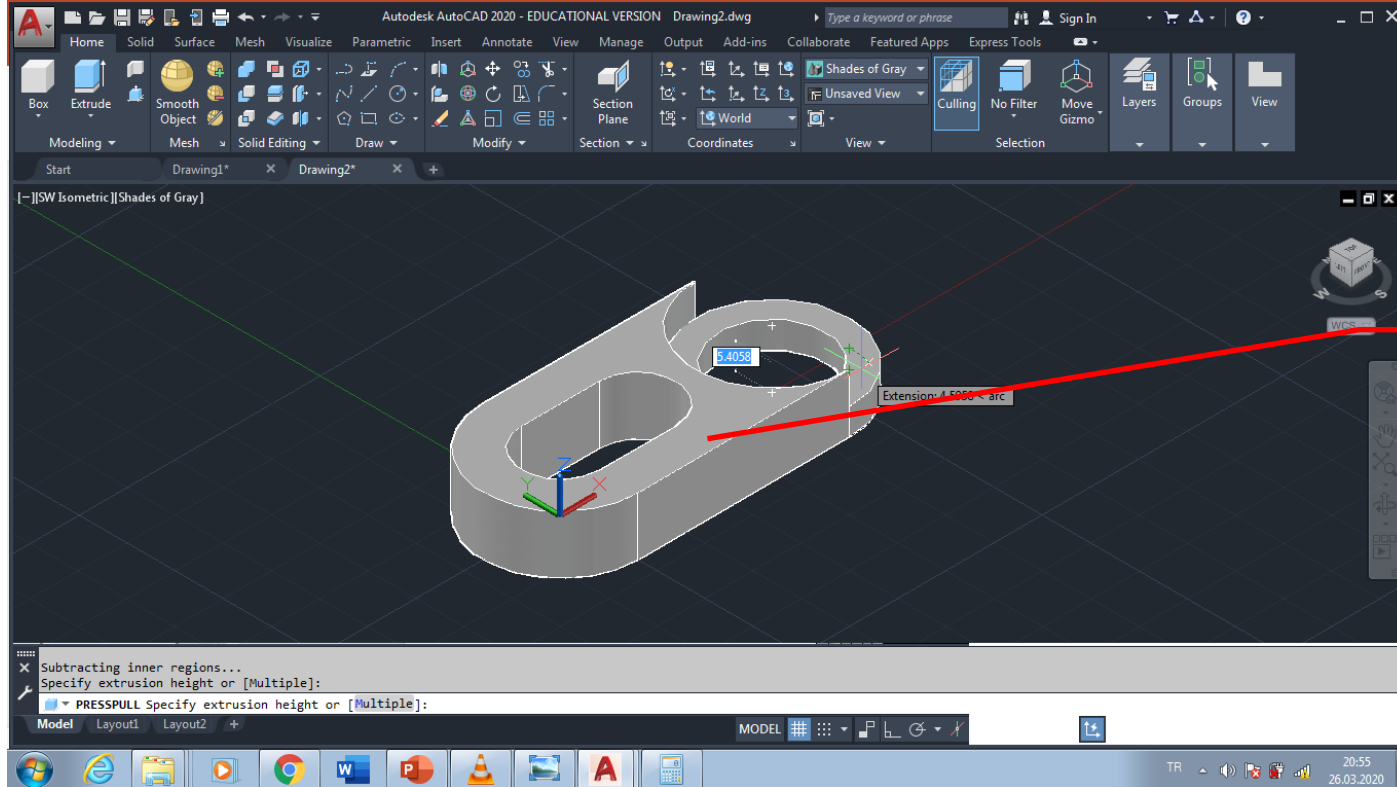 Autodesk AutoCAD 2020 - EDUCATIONAL VERSION Drawing2.dwg
Type a keyword or phrase
Sign In
Home Solid Surface Mesh Visualize Parametric Insert Annotate View Manage Output Add-ins Collaborate Featured Apps Express Tools
Box
Extrude
Smooth
Object
Section
Plane
Shades of Gray
Unsaved View
World
Culling
No Filter
Move
Gizmo
Layers
Groups
View
Modeling Mesh Solid Editing Draw Modify Section Coordinates View Selection
Start Drawing1* Drawing2*
[−][SW Isometric][Shades of Gray]
TOP
LEFT
FRONT
W
S
WCS
5.4058
Extension: < arc
Z
Y
X
Subtracting inner regions...
Specify extrusion height or [Multiple]:
PRESSPULL Specify extrusion height or [Multiple]:
Model Layout1 Layout2 +
MODEL
TR
20:55
26.03.2020